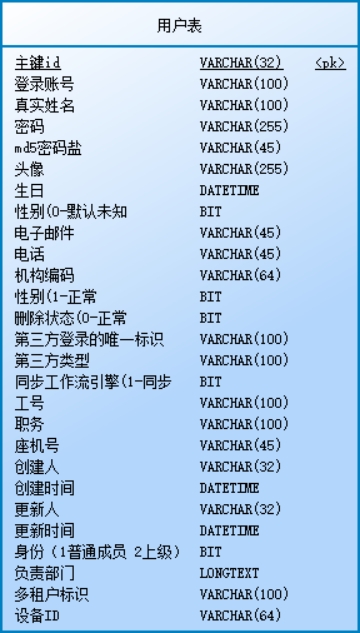 用户表
主键id VARCHAR(32) <pk>
登录账号 VARCHAR(100)
真实姓名 VARCHAR(100)
密码 VARCHAR(255)
md5密码盐 VARCHAR(45)
头像 VARCHAR(255)
生日 DATETIME
性别(0-默认未知 BIT
电子邮件 VARCHAR(45)
电话 VARCHAR(45)
机构编码 VARCHAR(64)
性别(1-正常 BIT
删除状态(0-正常 BIT
第三方登录的唯一标识 VARCHAR(100)
第三方类型 VARCHAR(100)
同步工作流引擎(1-同步 BIT
工号 VARCHAR(100)
职务 VARCHAR(100)
座机号 VARCHAR(45)
创建人 VARCHAR(32)
创建时间 DATETIME
更新人 VARCHAR(32)
更新时间 DATETIME
身份（1普通成员 2上级） BIT
负责部门 LONGTEXT
多租户标识 VARCHAR(100)
设备ID VARCHAR(64)